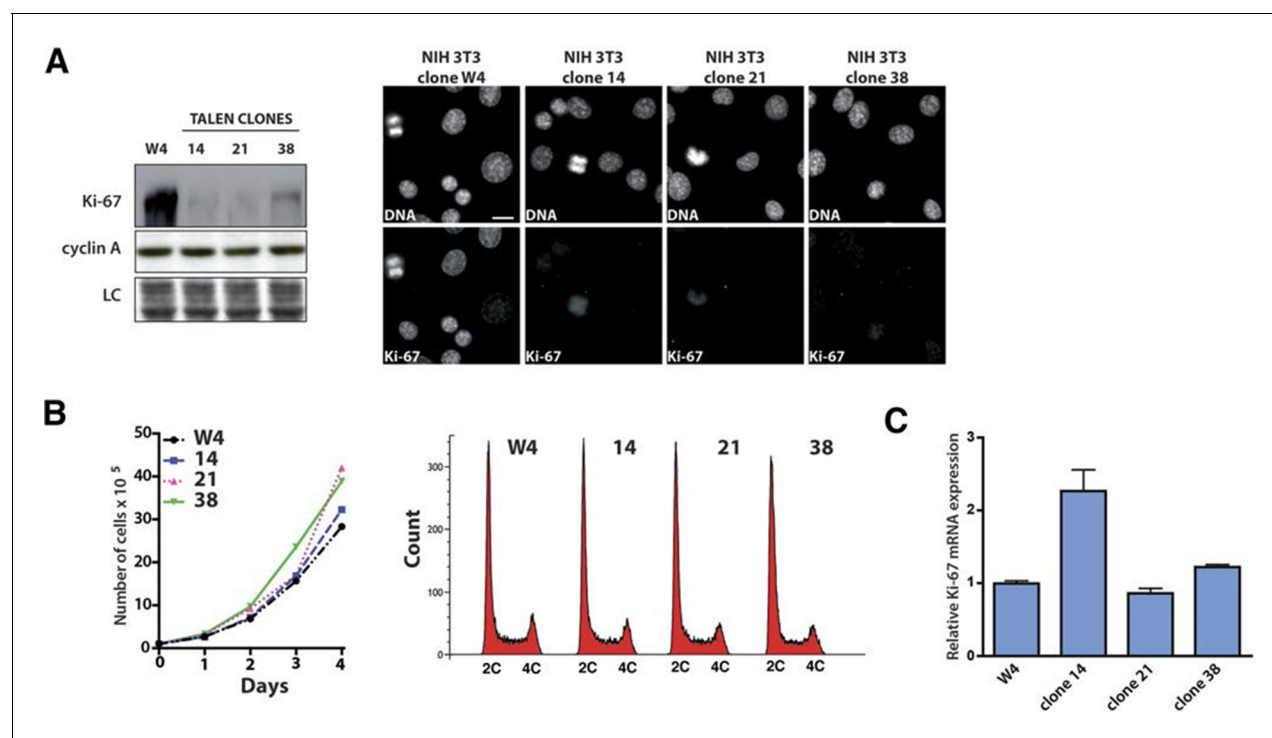 A
TALEN CLONES
W4 14 21 38
Ki-67
cyclin A
LC
NIH 3T3 clone W4
NIH 3T3 clone 14
NIH 3T3 clone 21
NIH 3T3 clone 38
DNA DNA DNA DNA
Ki-67 Ki-67 Ki-67 Ki-67
B
Number of cells x 10 5
50
40
30
20
10
0
W4
14
21
38
0 1 2 3 4
Days
Count
300
200
100
0
W4 14 21 38
2C 4C 2C 4C 2C 4C 2C 4C
C
Relative Ki-67 mRNA expression
3
2
1
0
W4
clone 14
clone 21
clone 38